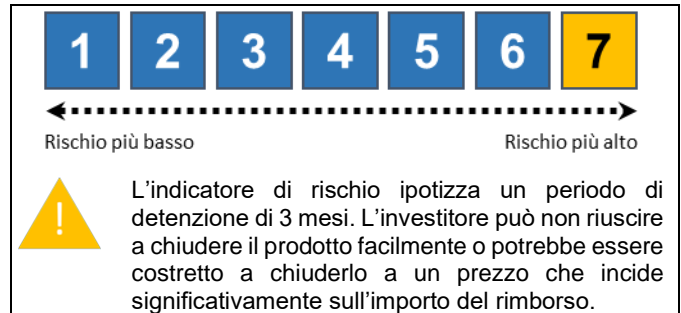 1 2 3 4 5 6 7
Rischio più basso Rischio più alto
!
L'indicatore di rischio ipotizza un periodo di
detenzione di 3 mesi. L'investitore può non riuscire
a chiudere il prodotto facilmente o potrebbe essere
costretto a chiuderlo a un prezzo che incide
significativamente sull'importo del rimborso.